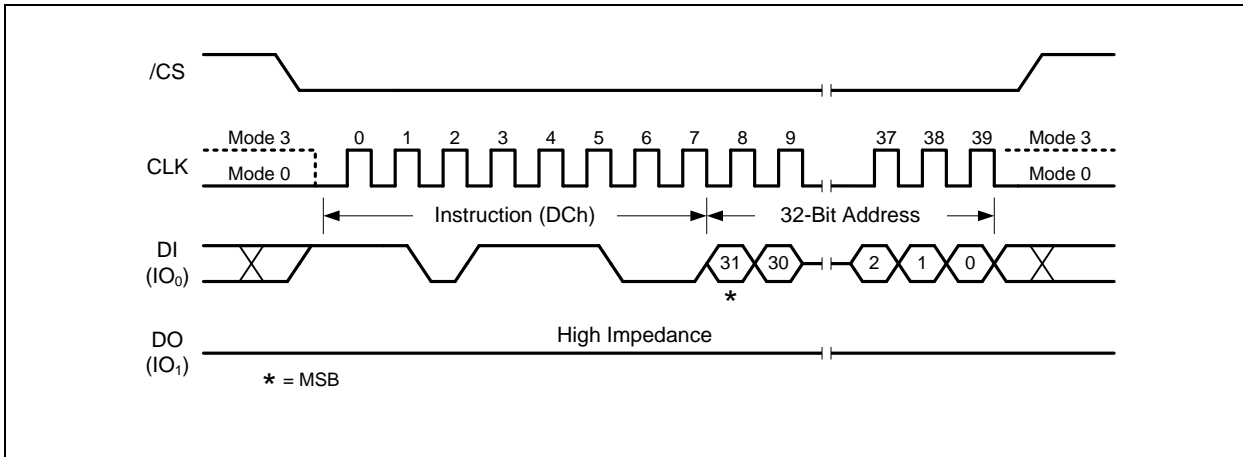 /CS
Mode 3 0 1 2 3 4 5 6 7 8 9 37 38 39 Mode 3
CLK
Mode 0 Mode 0
Instruction (DCh) 32-Bit Address
DI
(IO₀)
31 30 2 1 0
*
High Impedance
DO
(IO₁)
* = MSB